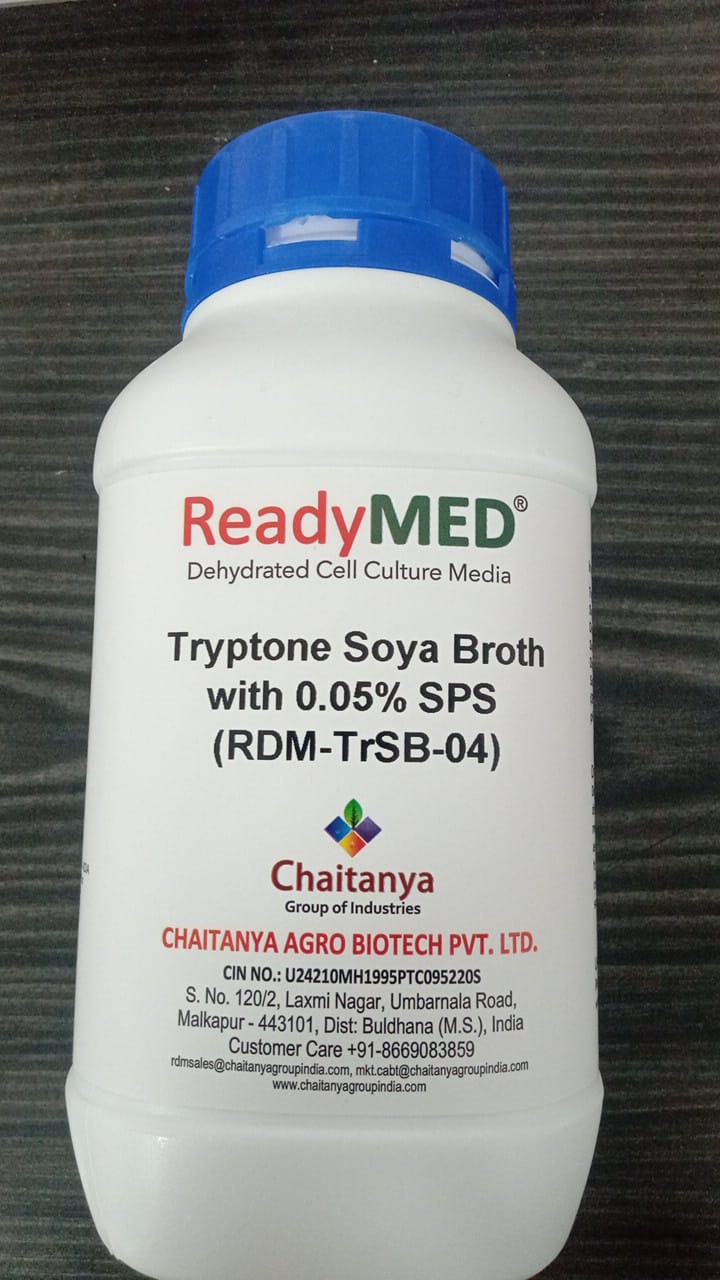 ReadyMED®
Dehydrated Cell Culture Media
Tryptone Soya Broth
with 0.05% SPS
(RDM-TrSB-04)
Chaitanya
Group of Industries
CHAITANYA AGRO BIOTECH PVT. LTD.
CIN NO.: U24210MH1995PTC095220S
S. No. 120/2, Laxmi Nagar, Umbarnala Road,
Malkapur - 443101, Dist: Buldhana (M.S.), India
Customer Care +91-8669083859
rdmsales@chaitanyagroupindia.com, mkt.cabt@chaitanyagroupindia.com
www.chaitanyagroupindia.com